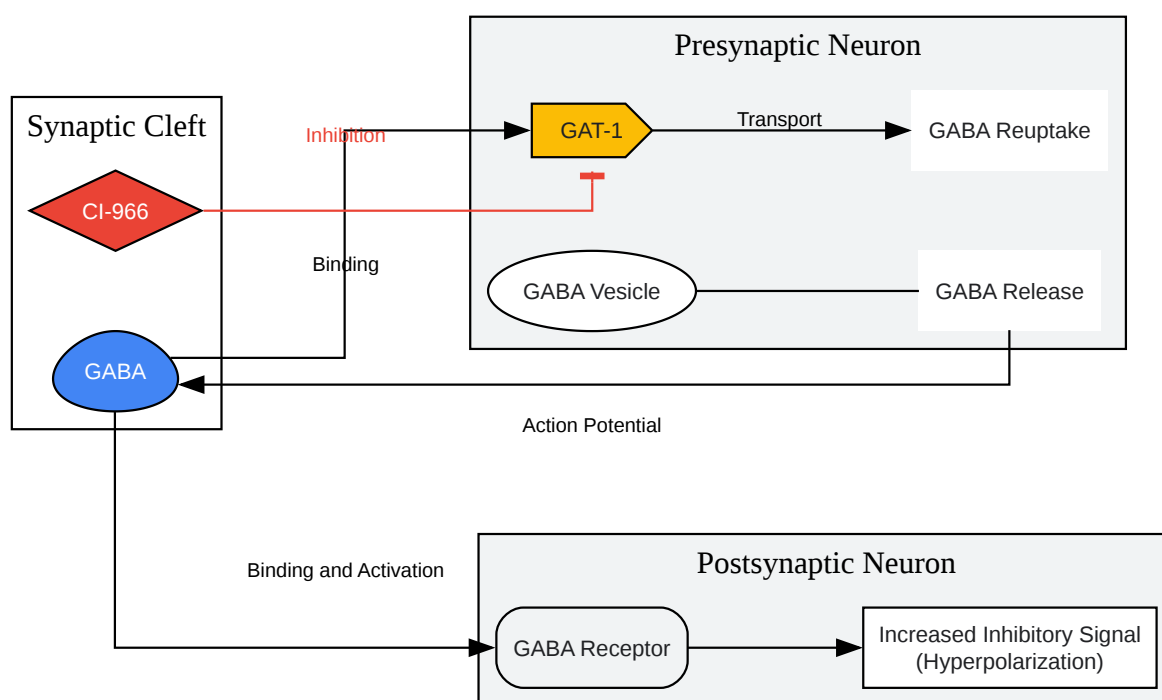 Presynaptic Neuron
Synaptic Cleft
GAT-1
Transport
GABA Reuptake
Inhibition
CI-966
Binding
GABA Vesicle
GABA Release
GABA
Action Potential
Binding and Activation
Postsynaptic Neuron
GABA Receptor
Increased Inhibitory Signal
(Hyperpolarization)